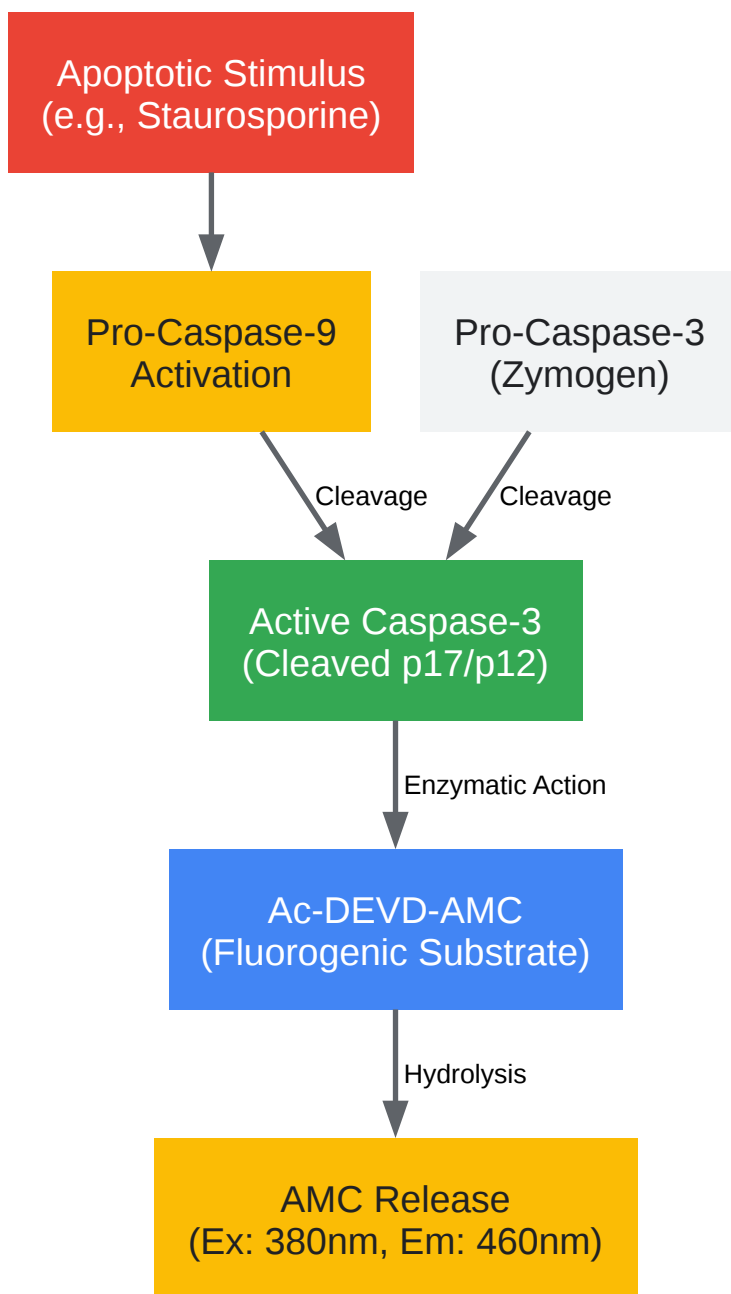 Apoptotic Stimulus
(e.g., Staurosporine)
Pro-Caspase-9
Activation
Pro-Caspase-3
(Zymogen)
Cleavage
Cleavage
Active Caspase-3
(Cleaved p17/p12)
Enzymatic Action
Ac-DEVD-AMC
(Fluorogenic Substrate)
Hydrolysis
AMC Release
(Ex: 380nm, Em: 460nm)